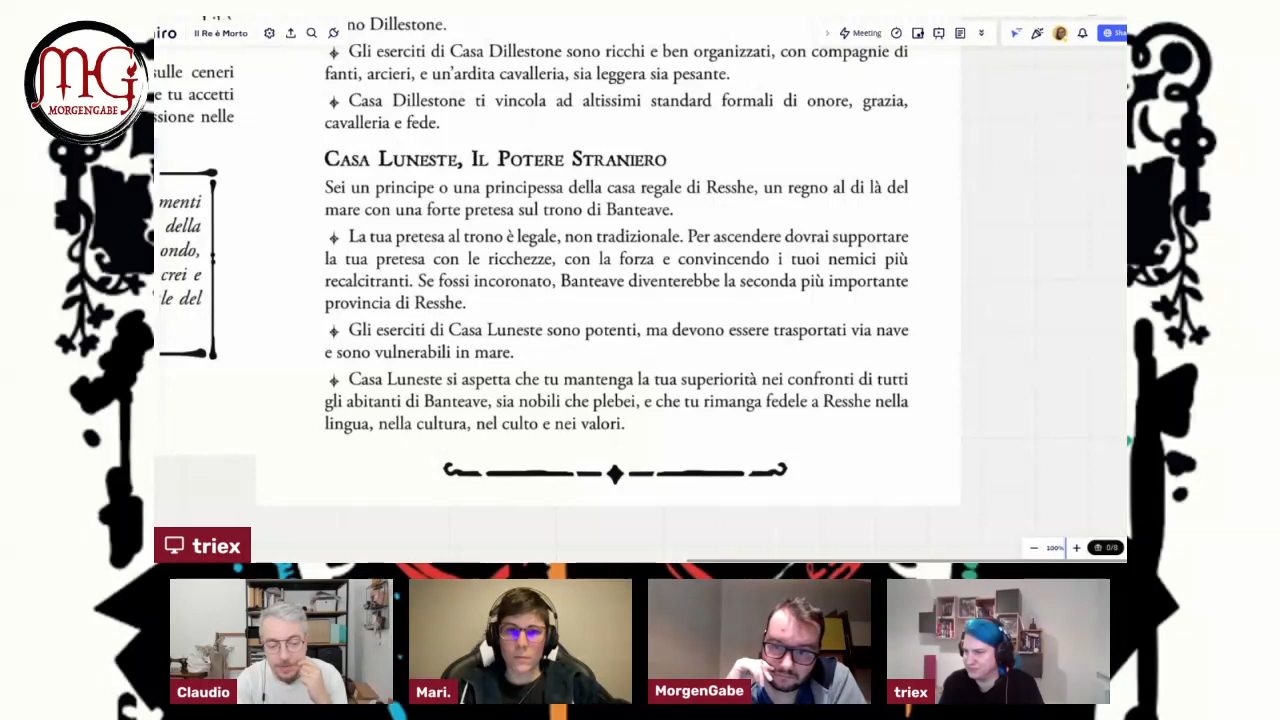 MHG
MORGENGABE
iro
Il Re è Morto
Meeting
Sha
sulle ceneri
e tu accetti
ssione nelle
menti
della
ondo,
crei e
le del
no Dillestone.
Gli eserciti di Casa Dillestone sono ricchi e ben organizzati, con compagnie di
fanti, arcieri, e un'ardita cavalleria, sia leggera sia pesante.
Casa Dillestone ti vincola ad altissimi standard formali di onore, grazia,
cavalleria e fede.
Casa Luneste, Il Potere Straniero
Sei un principe o una principessa della casa regale di Resshe, un regno al di là del
mare con una forte pretesa sul trono di Banteave.
La tua pretesa al trono è legale, non tradizionale. Per ascendere dovrai supportare
la tua pretesa con le ricchezze, con la forza e convincendo i tuoi nemici più
recalcitranti. Se fossi incoronato, Banteave diventerebbe la seconda più importante
provincia di Resshe.
Gli eserciti di Casa Luneste sono potenti, ma devono essere trasportati via nave
e sono vulnerabili in mare.
Casa Luneste si aspetta che tu mantenga la tua superiorità nei confronti di tutti
gli abitanti di Banteave, sia nobili che plebei, e che tu rimanga fedele a Resshe nella
lingua, nella cultura, nel culto e nei valori.
triex
100%
0/8
Claudio
Mari.
MorgenGabe
triex